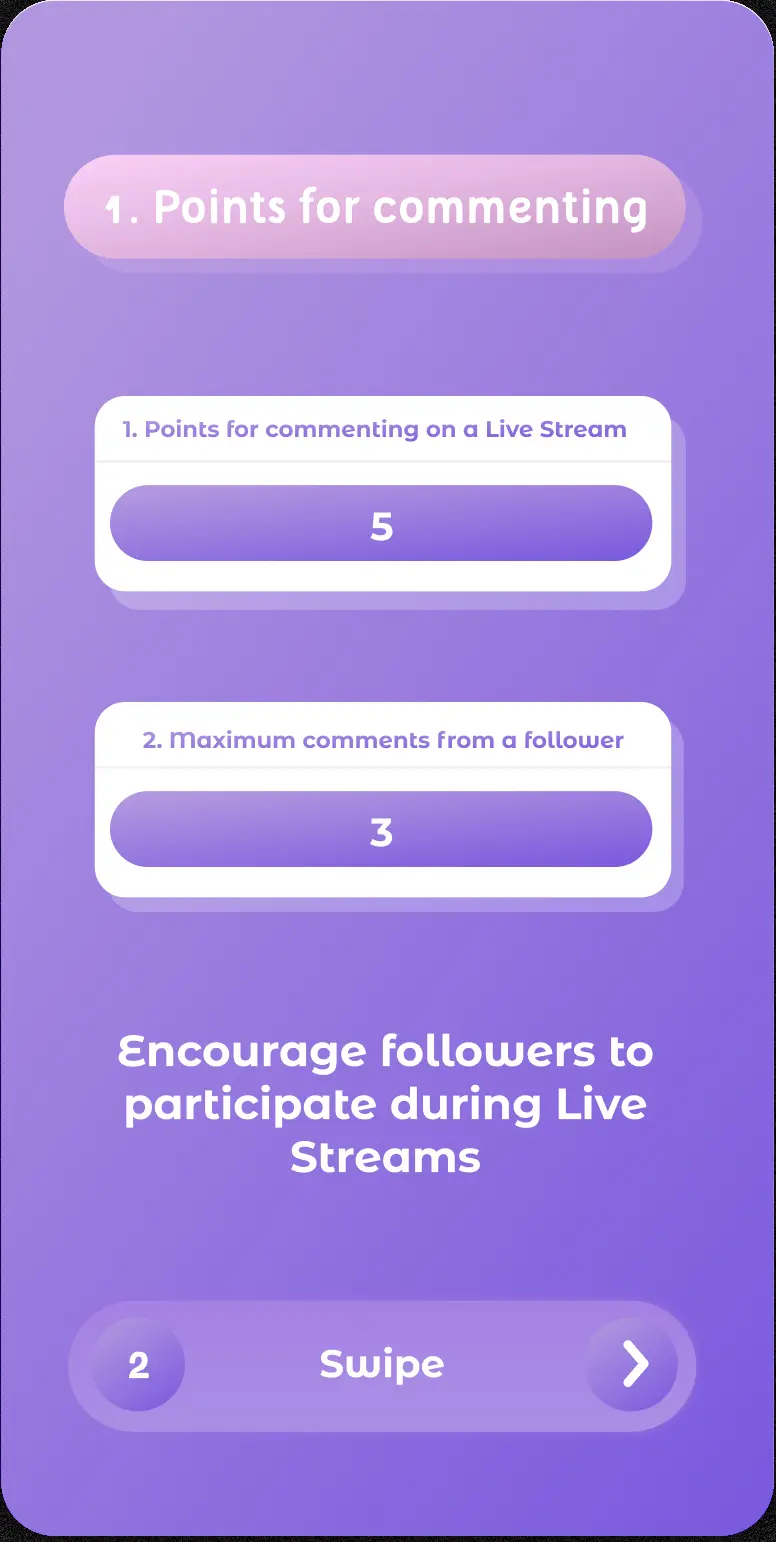 1. Points for commenting
1. Points for commenting on a Live Stream
5
2. Maximum comments from a follower
3
Encourage followers to
participate during Live
Streams
2 Swipe